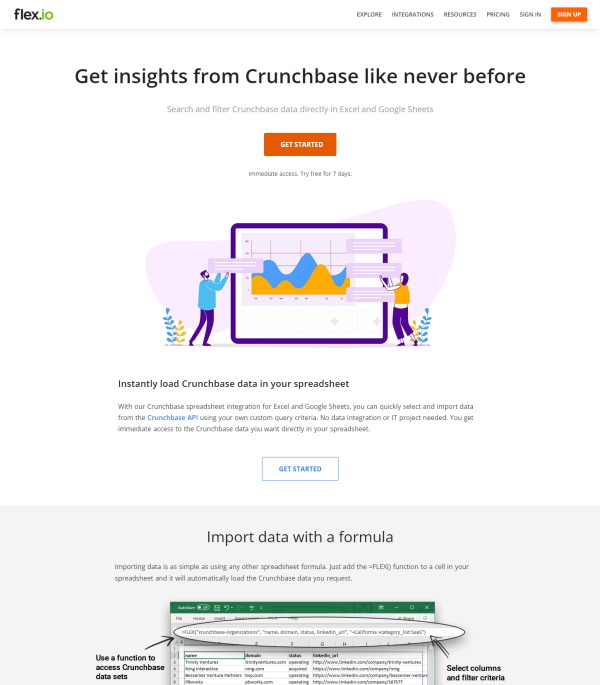 flex.io
EXPLORE INTEGRATIONS RESOURCES PRICING SIGN IN SIGN UP
Get insights from Crunchbase like never before
Search and filter Crunchbase data directly in Excel and Google Sheets
GET STARTED
Immediate access. Try free for 7 days.
Instantly load Crunchbase data in your spreadsheet
With our Crunchbase spreadsheet integration for Excel and Google Sheets, you can quickly select and import data
from the Crunchbase API using your own custom query criteria. No data integration or IT project needed. You get
immediate access to the Crunchbase data you want directly in your spreadsheet.
GET STARTED
Import data with a formula
Importing data is as simple as using any other spreadsheet formula. Just add the =FLEX() function to a cell in your
spreadsheet and it will automatically load the Crunchbase data you request.
AutoSave
File Home Insert
Share
=FLEX("crunchbase-organizations", "name, domain, status, linkedin_url", "+California +category_list:SaaS")
name domain status linkedin_url
Trinity Ventures trinityventures.com operating http://www.linkedin.com/company/trinity-ventures
Ning Interactive ning.com acquired http://www.linkedin.com/company/ning
Bessemer Venture Partners bvp.com operating http://www.linkedin.com/company/bessemer-venture
PBworks pbworks.com operating http://www.linkedin.com/company/167577
Use a function to
access Crunchbase
data sets
Select columns
and filter criteria